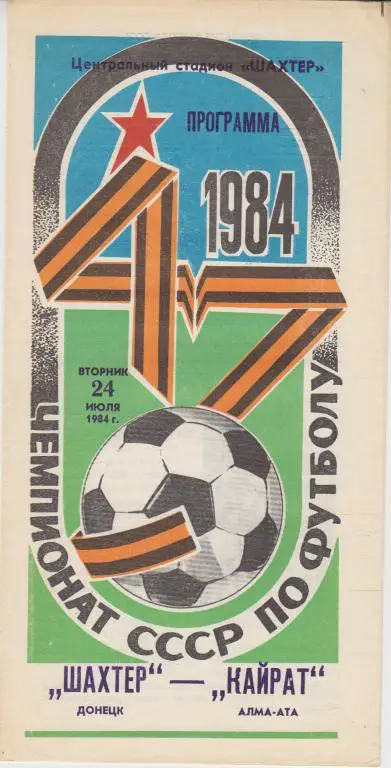 Центральный стадион «ШАХТЕР»
ПРОГРАММА
1984
ВТОРНИК
24
ИЮЛЯ
1984 г.
ЧЕМПИОНАТ СССР ПО ФУТБОЛУ
„ШАХТЕР“ — „КАЙРАТ“
ДОНЕЦК АЛМА-АТА